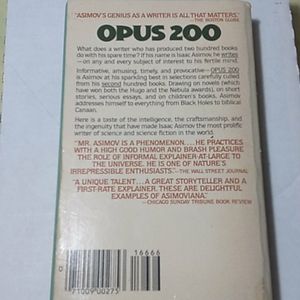 "ASIMOV'S GENIUS AS A WRITER IS ALL THAT MATTERS."
—THE BOSTON GLOBE
OPUS 200
What does a writer who has produced two hundred books
do with his spare time? If his name is Isaac Asimov he writes
—on any and every subject of interest to his fertile mind.
Informative, amusing, timely, and provocative—OPUS 200
is Asimov at his sparkling best in selections carefully culled
from his second hundred books. Drawing on novels (which
have won both the Hugo and the Nebula awards), on short
stories, serious essays, and on children's books, Asimov
addresses himself to everything from Black Holes to biblical
Canaan.
Here is a taste of the intelligence, the craftsmanship, and
the ingenuity that have made Isaac Asimov the most prolific
writer of science and science fiction in the world.
"MR. ASIMOV IS A PHENOMENON. . . .HE PRACTICES
WITH A HIGH GOOD HUMOR AND BRASH PLEASURE
THE ROLE OF INFORMAL EXPLAINER-AT-LARGE TO
THE UNIVERSE. HE IS ONE OF NATURE'S
IRREPRESSIBLE ENTHUSIASTS." —THE WALL STREET JOURNAL
"A UNIQUE TALENT. . .A GREAT STORYTELLER AND
A FIRST-RATE EXPLAINER. THESE ARE DELIGHTFUL
EXAMPLES OF ASIMOVIANA."
—CHICAGO SUNDAY TRIBUNE BOOK REVIEW
16666
0
71009 00275